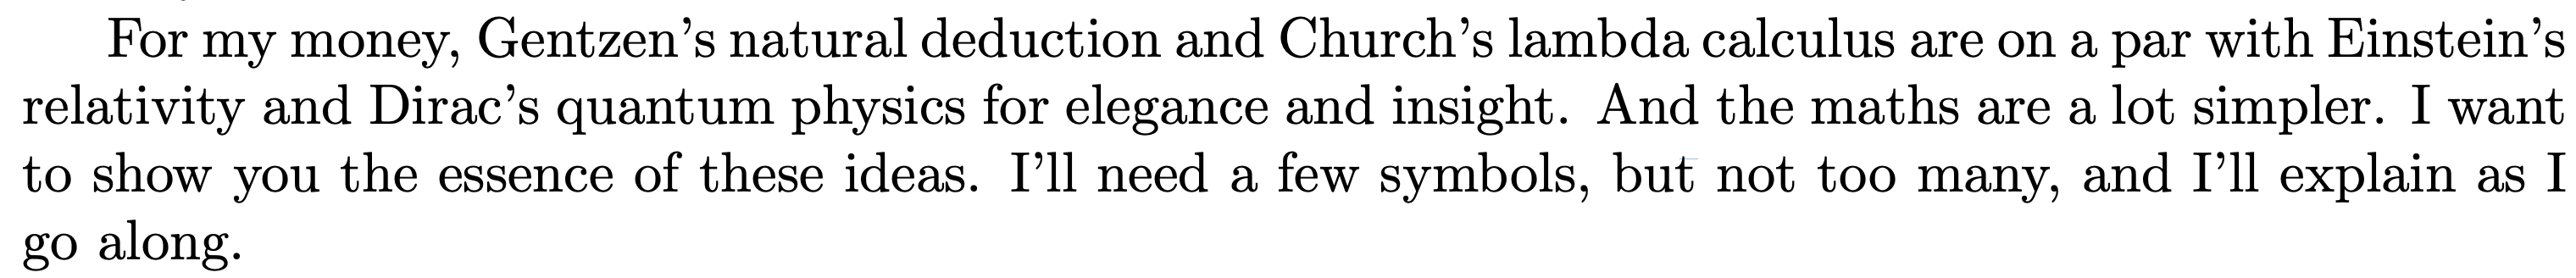 For my money, Gentzen’s natural deduction and Church’s lambda calculus are on a par with Einstein’s
relativity and Dirac’s quantum physics for elegance and insight. And the maths are a lot simpler. I want
to show you the essence of these ideas. I’ll need a few symbols, but not too many, and I’ll explain as I
go along.